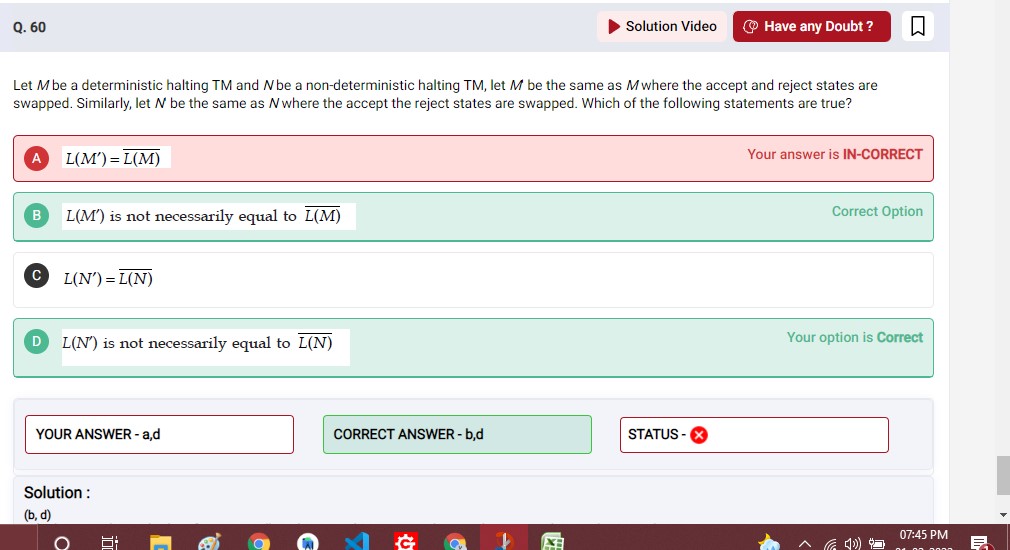 Q. 60
Solution Video
Have any Doubt ?
Let M be a deterministic halting TM and N be a non-deterministic halting TM, let M' be the same as M where the accept and reject states are
swapped. Similarly, let N' be the same as N where the accept the reject states are swapped. Which of the following statements are true?
A L(M′) = L̅(̅M̅)̅ Your answer is IN-CORRECT
B L(M′) is not necessarily equal to L̅(̅M̅)̅ Correct Option
C L(N′) = L̅(̅N̅)̅
D L(N′) is not necessarily equal to L̅(̅N̅)̅ Your option is Correct
YOUR ANSWER - a,d
CORRECT ANSWER - b,d
STATUS -
Solution :
(b, d)
07:45 PM